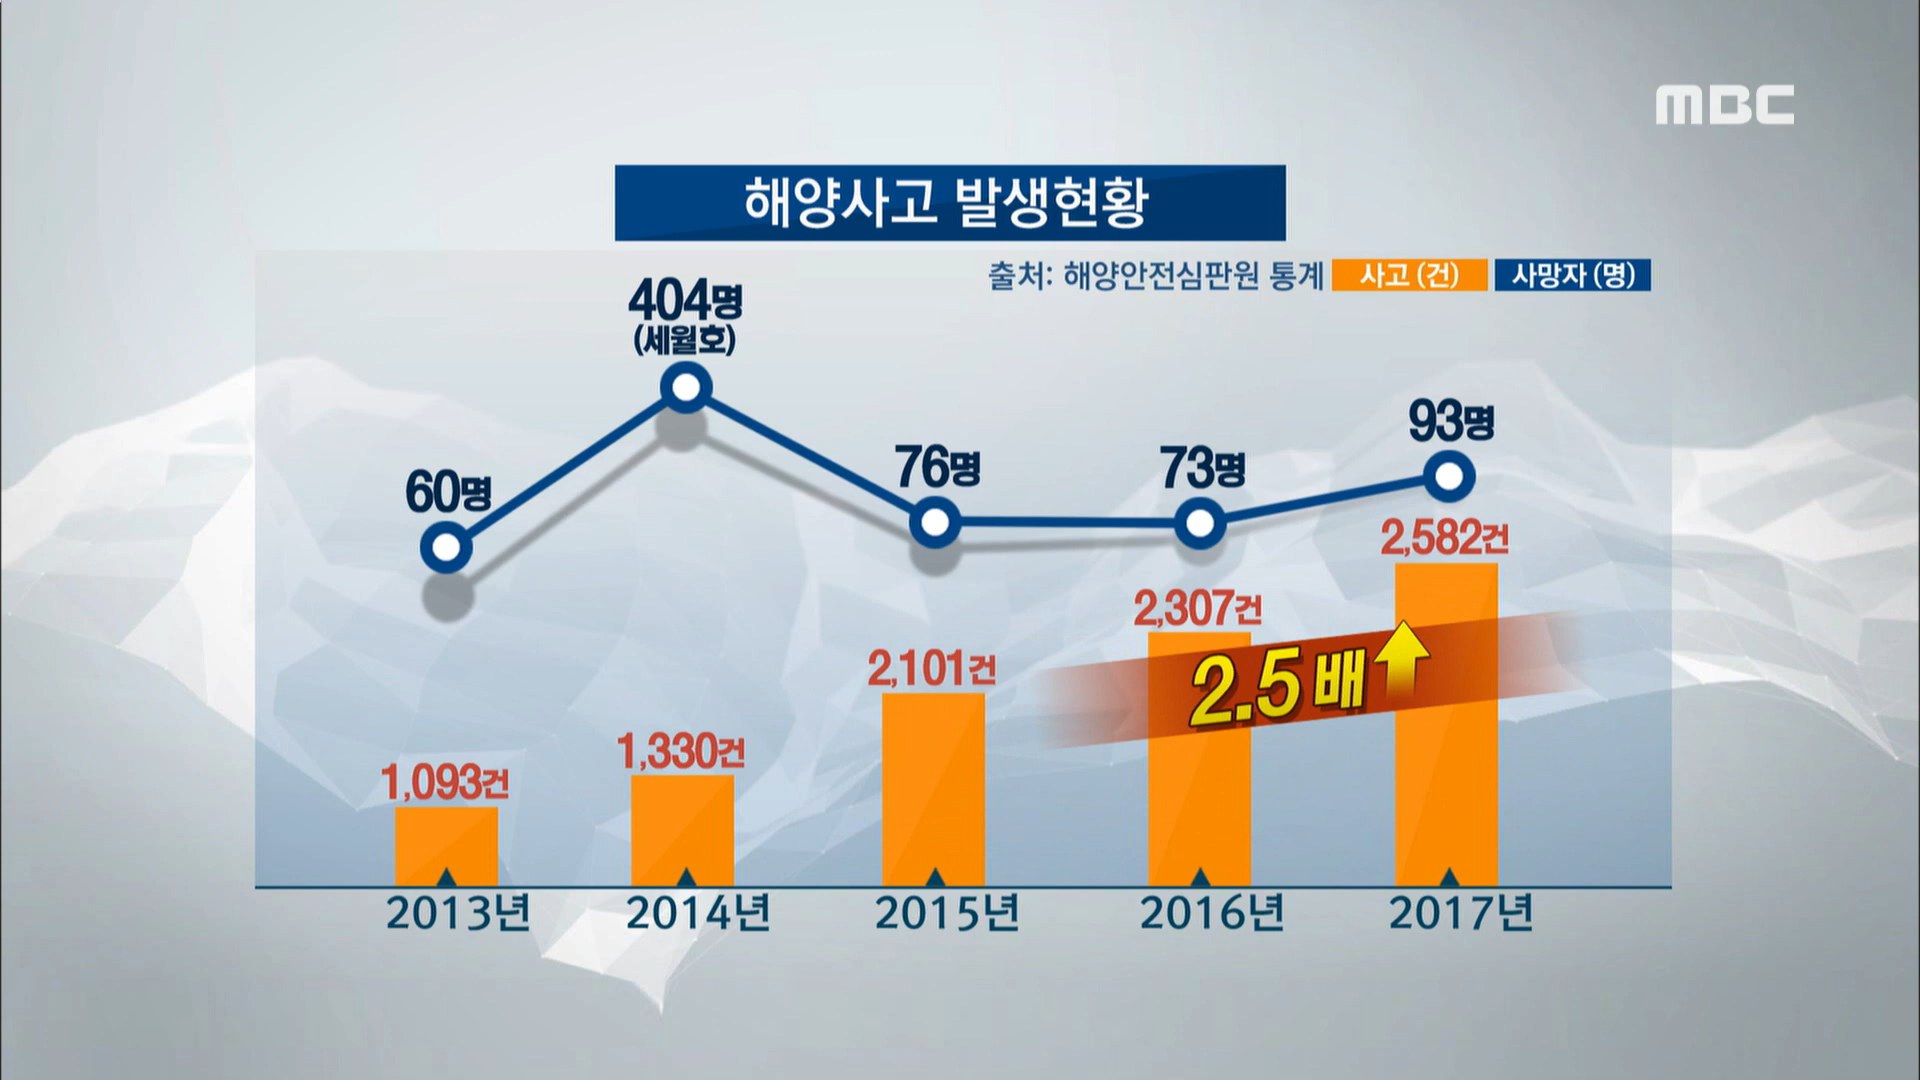 MBC
해양사고 발생현황
출처: 해양안전심판원 통계 사고 (건) 사망자 (명)
404명
(세월호)
60명
76명
73명
93명
1,093건
1,330건
2,101건
2,307건
2,582건
2.5배
2013년 2014년 2015년 2016년 2017년